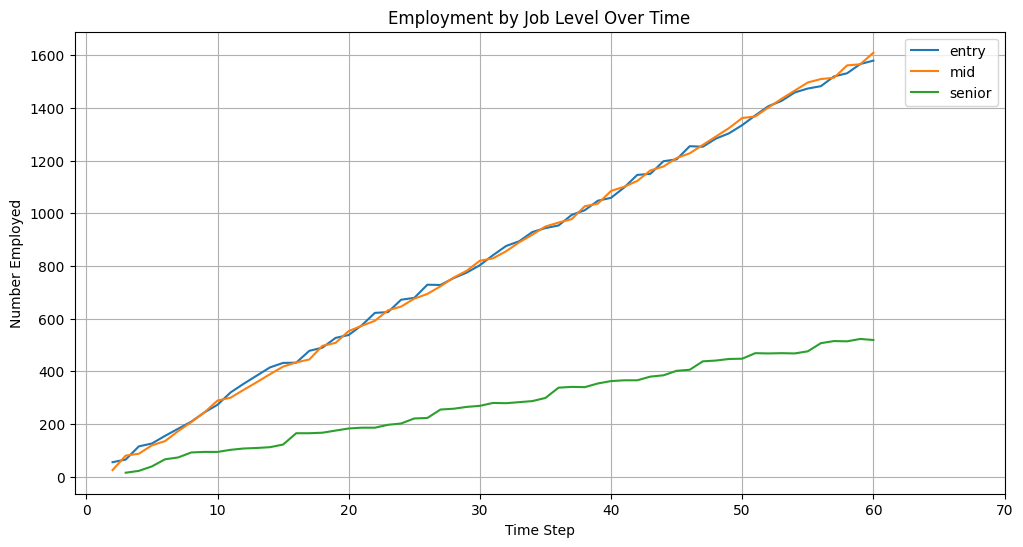 Employment by Job Level Over Time
entry
mid
senior
Number Employed
1600
1400
1200
1000
800
600
400
200
0
0 10 20 30 40 50 60 70
Time Step